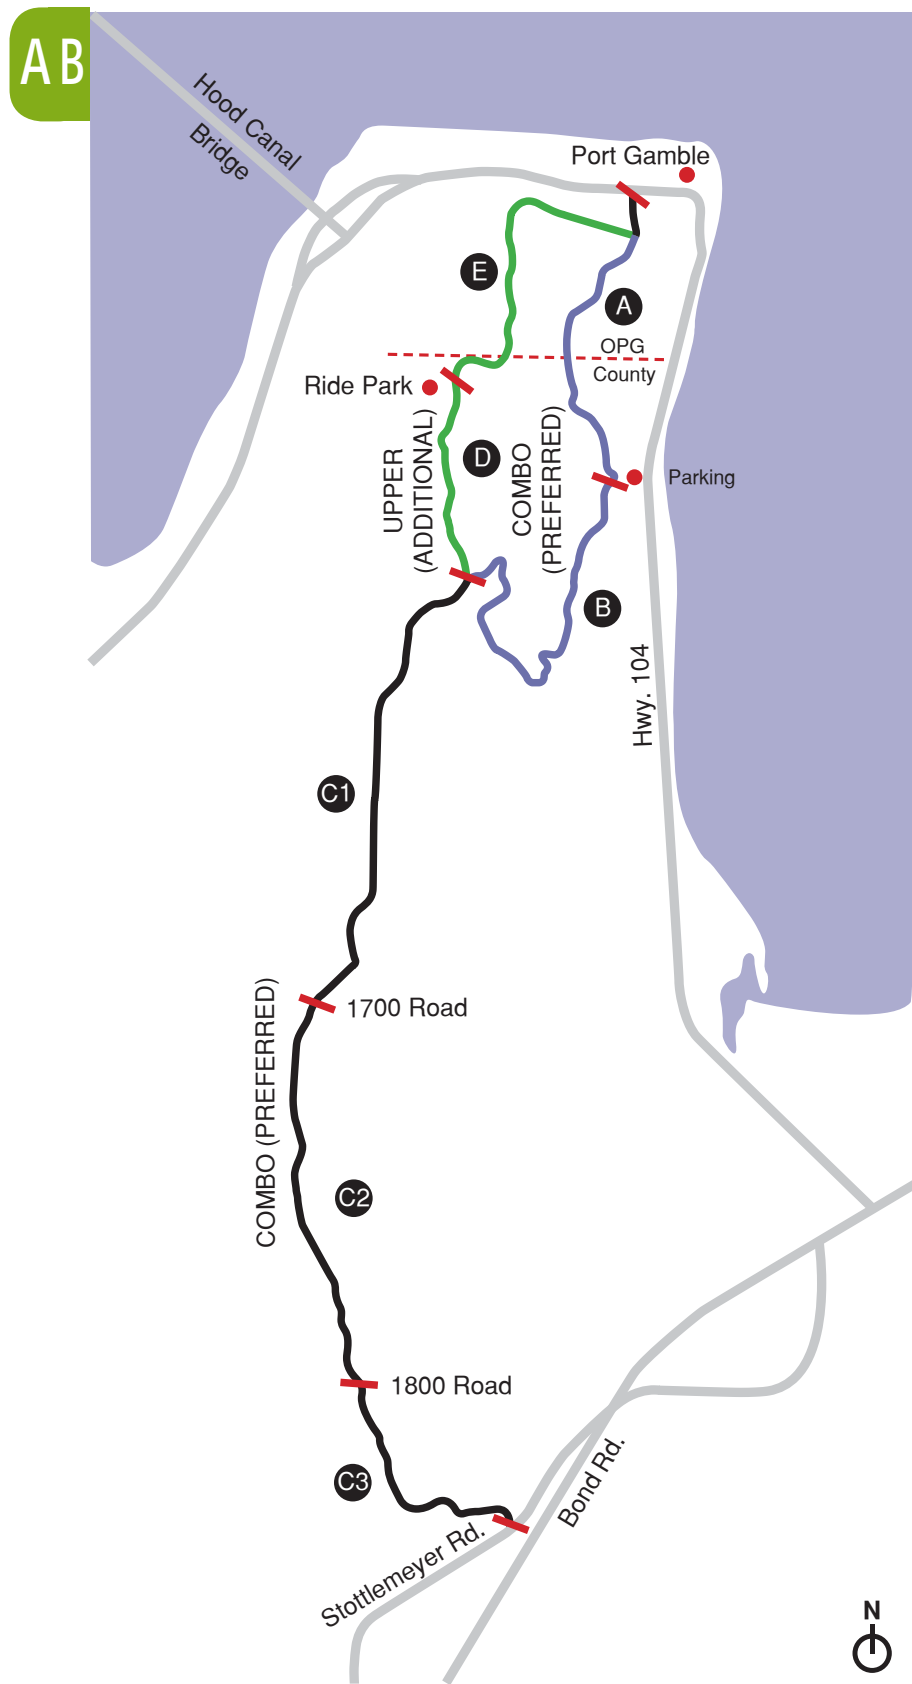 AB
Hood Canal
Bridge
Port Gamble
E
A
OPG
County
Ride Park
UPPER
(ADDITIONAL)
D
COMBO
(PREFERRED)
Parking
B
Hwy. 104
C1
1700 Road
COMBO (PREFERRED)
C2
1800 Road
C3
Stottlemeyer Rd.
Bond Rd.
N